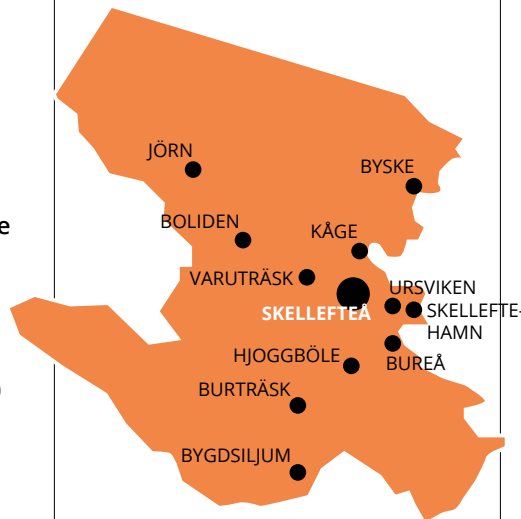 JÖRN
BYSKE
BOLIDEN
KÅGE
VARUTRÄSK
URSVIKEN
SKELLEFTEÅ
SKELLEFTE-
HAMN
HJOGGBÖLE
BUREÅ
BURTRÄSK
BYGDSILJUM